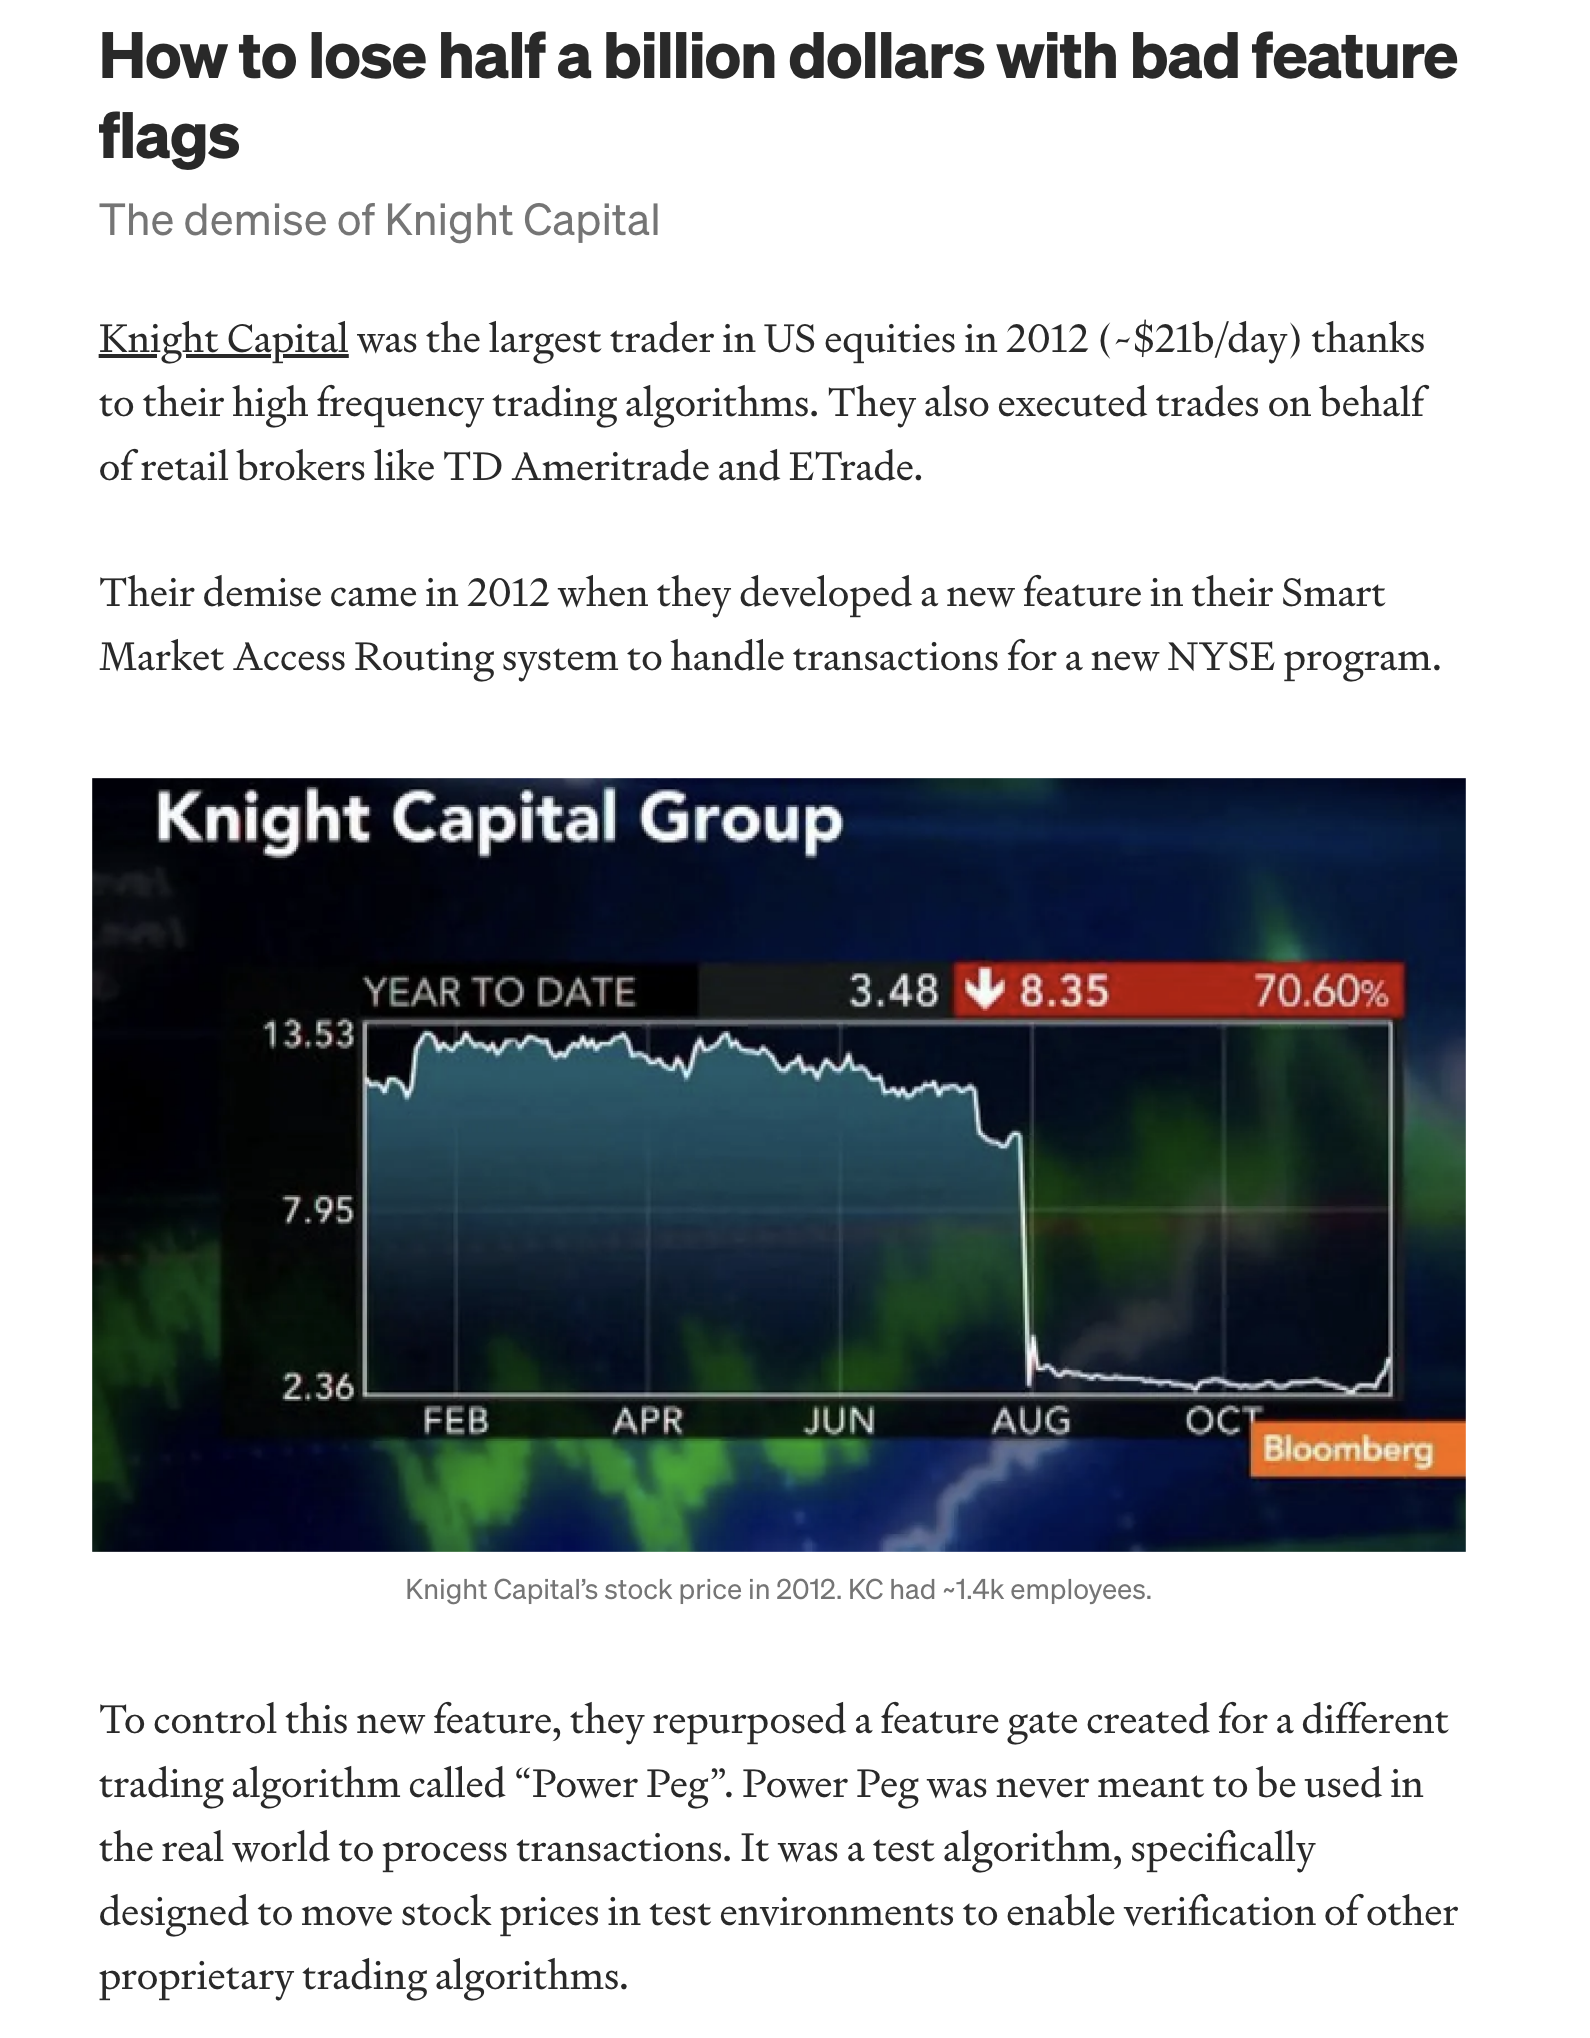 How to lose half a billion dollars with bad feature
flags
The demise of Knight Capital
Knight Capital was the largest trader in US equities in 2012 (~$21b/day) thanks
to their high frequency trading algorithms. They also executed trades on behalf
of retail brokers like TD Ameritrade and ETrade.
Their demise came in 2012 when they developed a new feature in their Smart
Market Access Routing system to handle transactions for a new NYSE program.
Knight Capital Group
YEAR TO DATE 3.48 8.35 70.60%
13.53
7.95
2.36
FEB APR JUN AUG OCT
Bloomberg
Knight Capital’s stock price in 2012. KC had ~1.4k employees.
To control this new feature, they repurposed a feature gate created for a different
trading algorithm called “Power Peg”. Power Peg was never meant to be used in
the real world to process transactions. It was a test algorithm, specifically
designed to move stock prices in test environments to enable verification of other
proprietary trading algorithms.